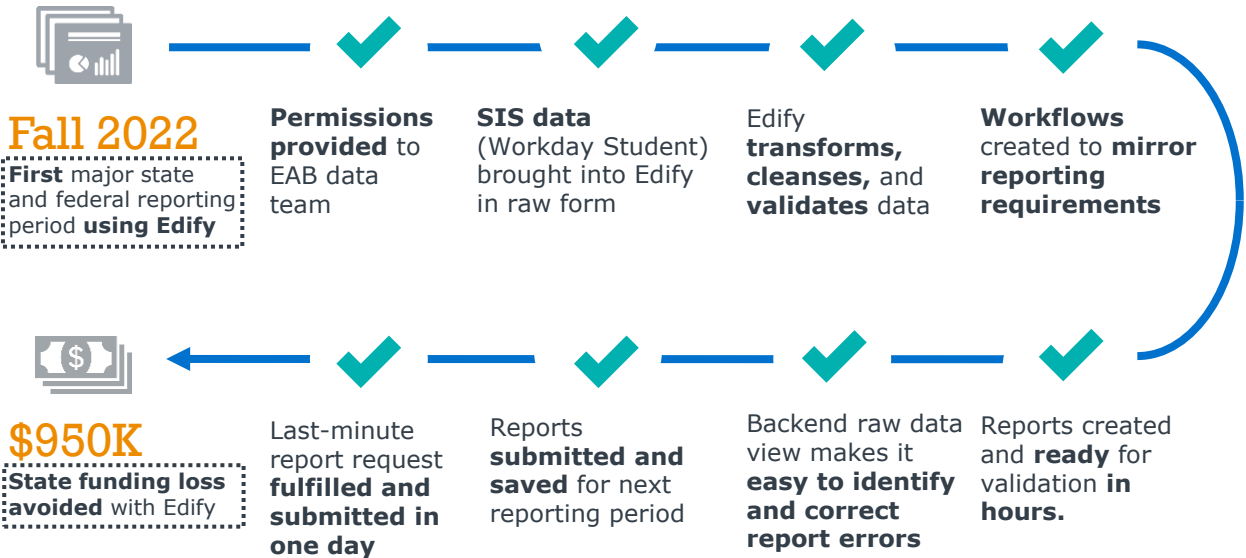 Fall 2022
First major state
and federal reporting
period using Edify
Permissions
provided to
EAB data
team
SIS data
(Workday Student)
brought into Edify
in raw form
Edify
transforms,
cleanses, and
validates data
Workflows
created to mirror
reporting
requirements
Reports created
and ready for
validation in
hours.
Backend raw data
view makes it
easy to identify
and correct
report errors
Reports
submitted and
saved for next
reporting period
Last-minute
report request
fulfilled and
submitted in
one day
$
$950K
State funding loss
avoided with Edify